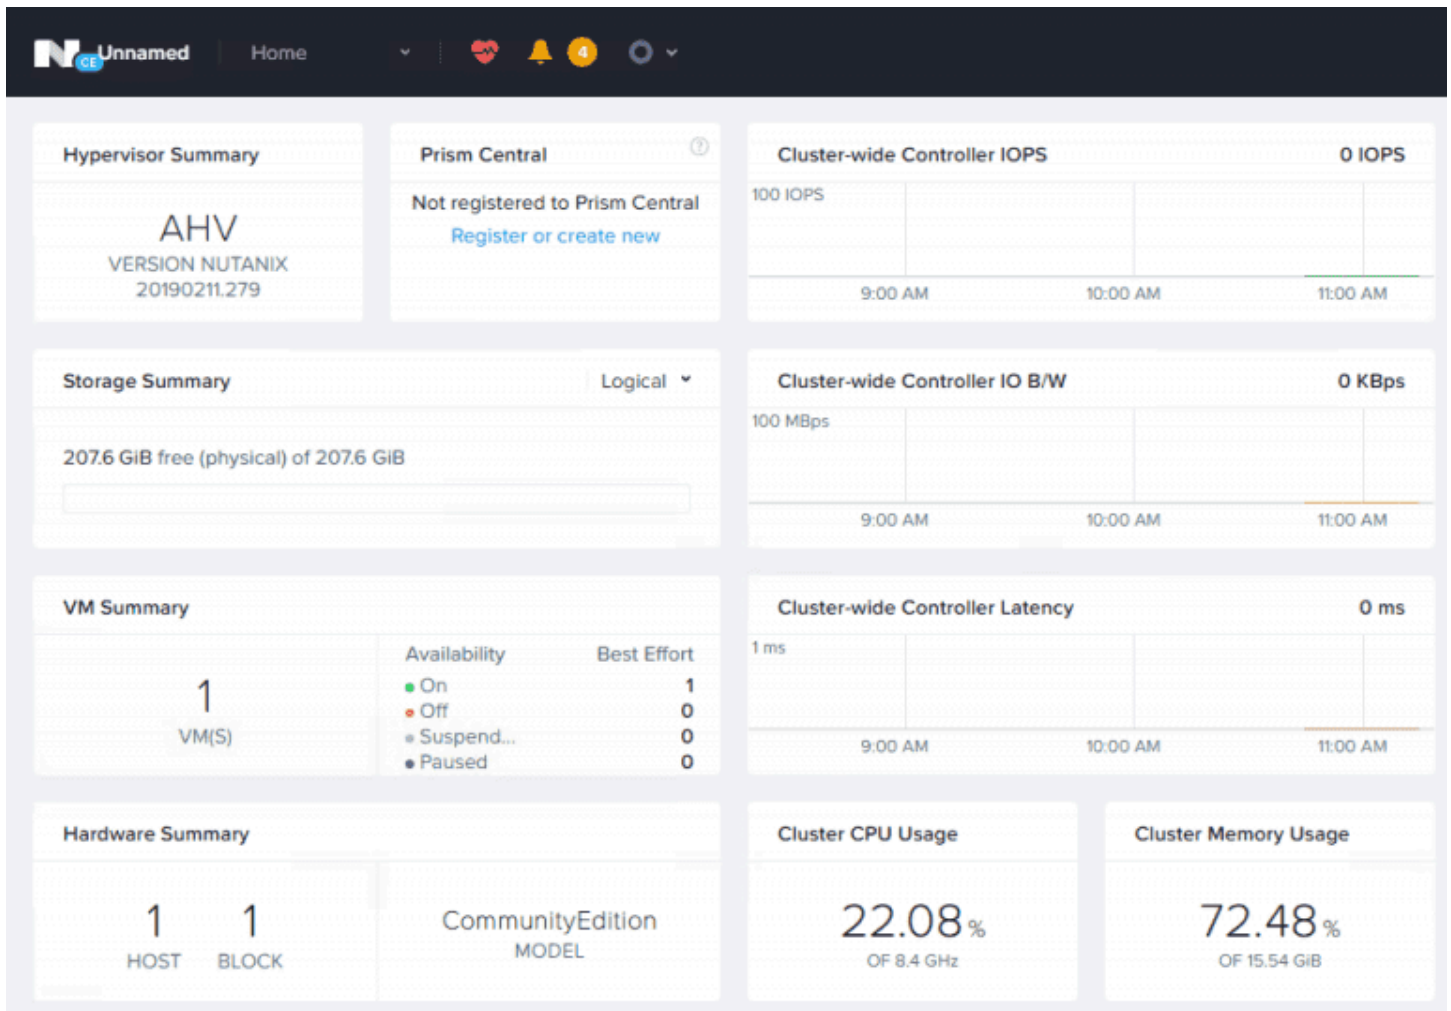 N CE Unnamed Home 4
Hypervisor Summary
AHV
VERSION NUTANIX
20190211.279
Prism Central ?
Not registered to Prism Central
Register or create new
Cluster-wide Controller IOPS 0 IOPS
100 IOPS
9:00 AM 10:00 AM 11:00 AM
Storage Summary Logical
207.6 GiB free (physical) of 207.6 GiB
Cluster-wide Controller IO B/W 0 KBps
100 MBps
9:00 AM 10:00 AM 11:00 AM
VM Summary
1
VM(S)
Availability Best Effort
On 1
Off 0
Suspend... 0
Paused 0
Cluster-wide Controller Latency 0 ms
1 ms
9:00 AM 10:00 AM 11:00 AM
Hardware Summary
1 1
HOST BLOCK
CommunityEdition
MODEL
Cluster CPU Usage
22.08 %
OF 8.4 GHz
Cluster Memory Usage
72.48 %
OF 15.54 GiB